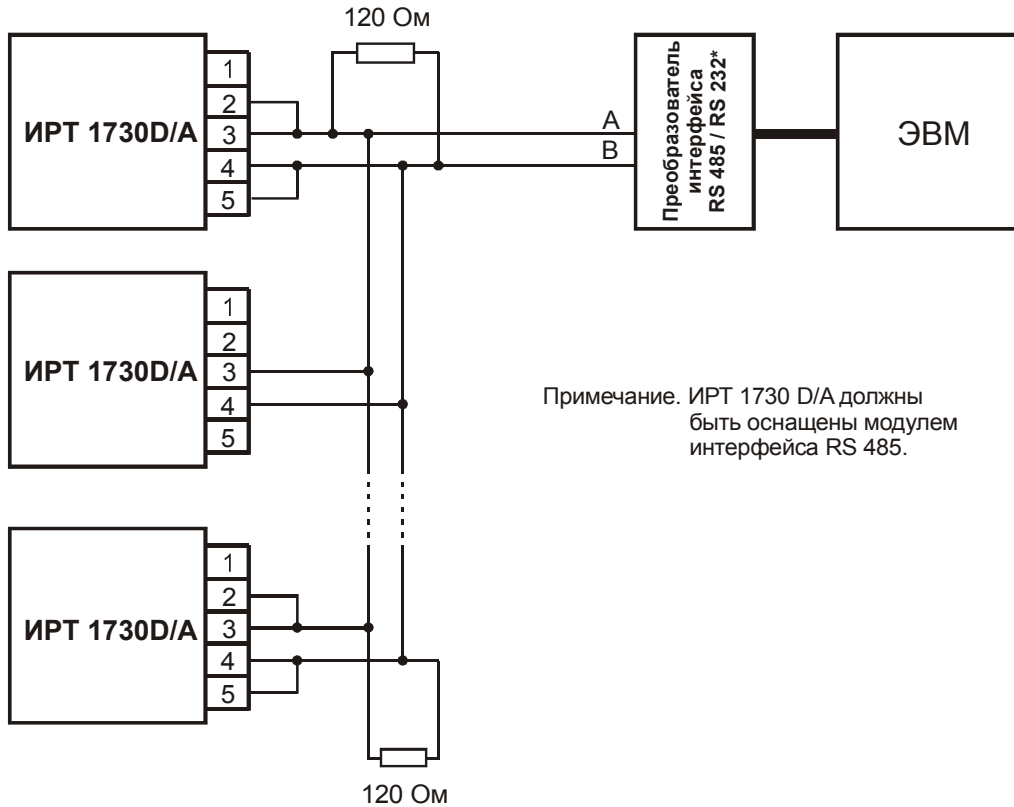 120 Ом
ИРТ 1730D/А
1
2
3
4
5
А
В
Преобразователь
интерфейса
RS 485 / RS 232*
ЭВМ
ИРТ 1730D/А
1
2
3
4
5
Примечание. ИРТ 1730 D/А должны
быть оснащены модулем
интерфейса RS 485.
ИРТ 1730D/А
1
2
3
4
5
120 Ом